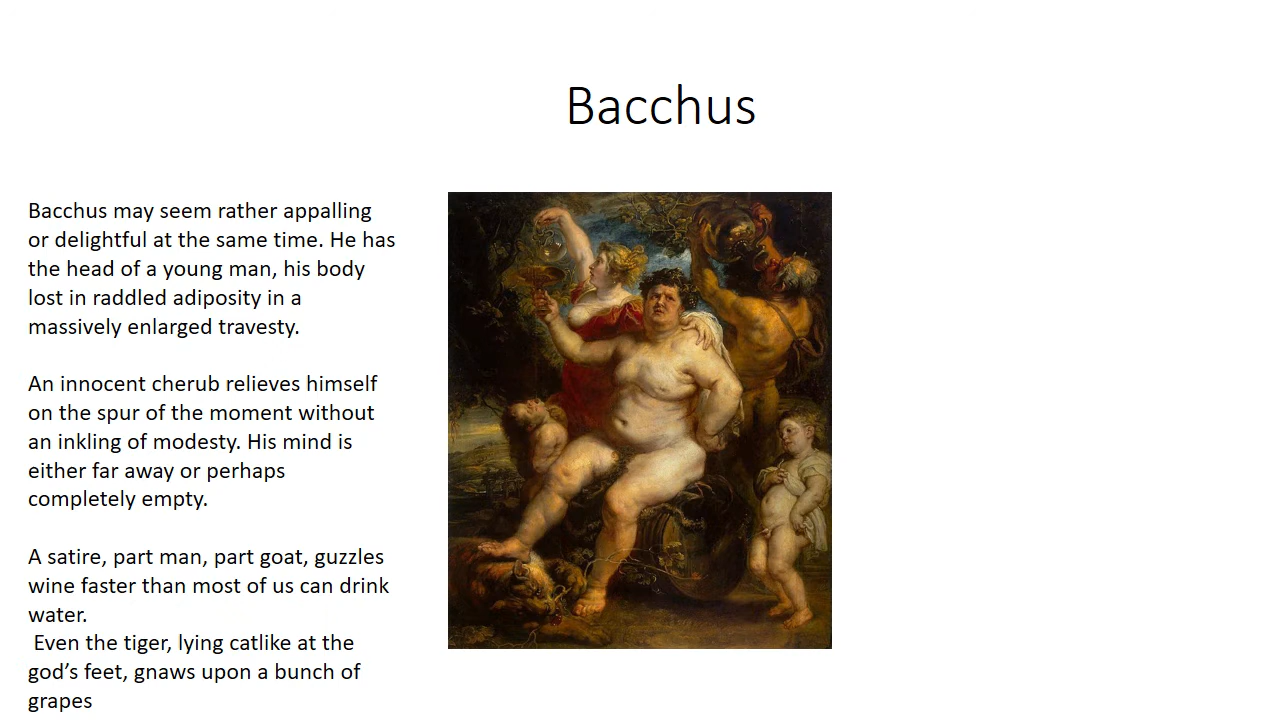 Bacchus
Bacchus may seem rather appalling
or delightful at the same time. He has
the head of a young man, his body
lost in raddled adiposity in a
massively enlarged travesty.
An innocent cherub relieves himself
on the spur of the moment without
an inkling of modesty. His mind is
either far away or perhaps
completely empty.
A satire, part man, part goat, guzzles
wine faster than most of us can drink
water.
Even the tiger, lying catlike at the
god’s feet, gnaws upon a bunch of
grapes